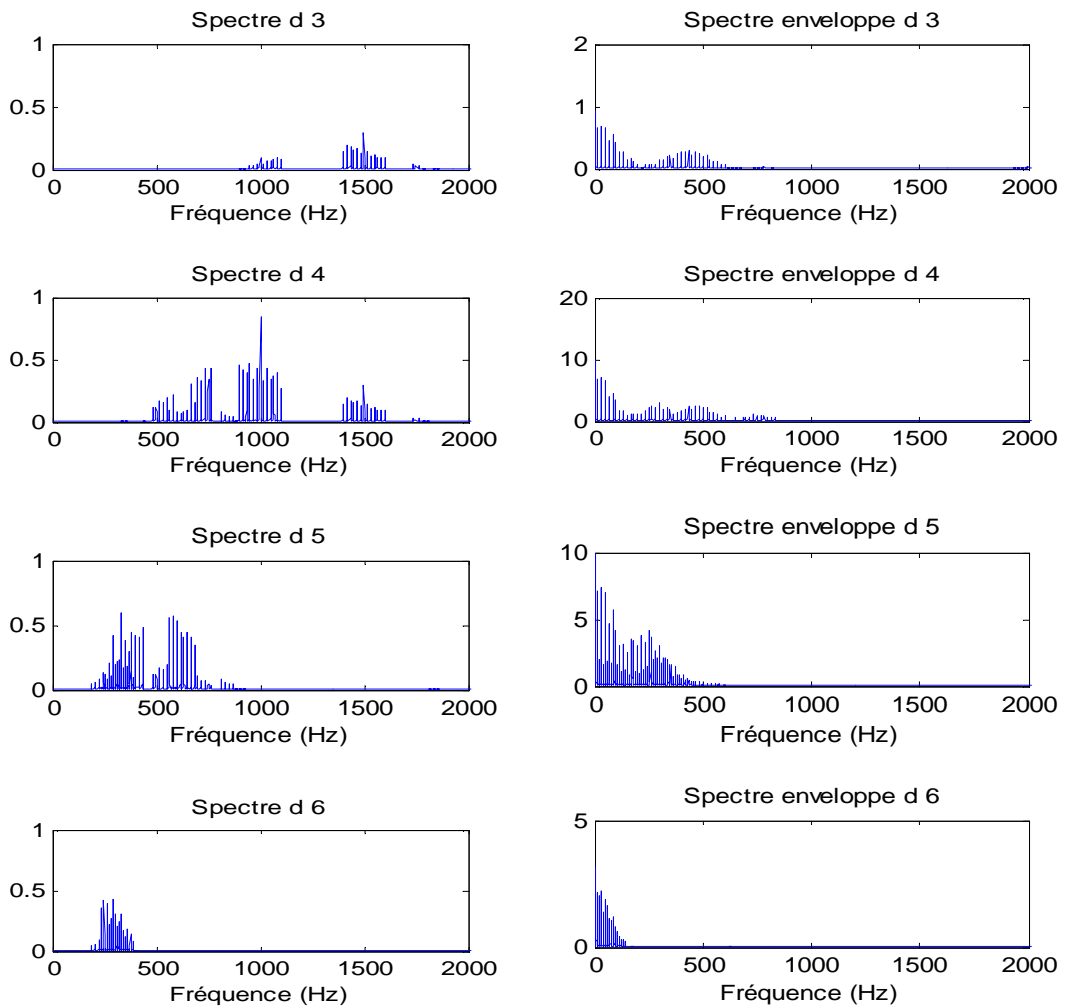 Spectre d 3
1
0.5
0
0 500 1000 1500 2000
Fréquence (Hz)
Spectre enveloppe d 3
2
1
0
0 500 1000 1500 2000
Fréquence (Hz)
Spectre d 4
1
0.5
0
0 500 1000 1500 2000
Fréquence (Hz)
Spectre enveloppe d 4
20
10
0
0 500 1000 1500 2000
Fréquence (Hz)
Spectre d 5
1
0.5
0
0 500 1000 1500 2000
Fréquence (Hz)
Spectre enveloppe d 5
10
5
0
0 500 1000 1500 2000
Fréquence (Hz)
Spectre d 6
1
0.5
0
0 500 1000 1500 2000
Fréquence (Hz)
Spectre enveloppe d 6
5
0
0 500 1000 1500 2000
Fréquence (Hz)